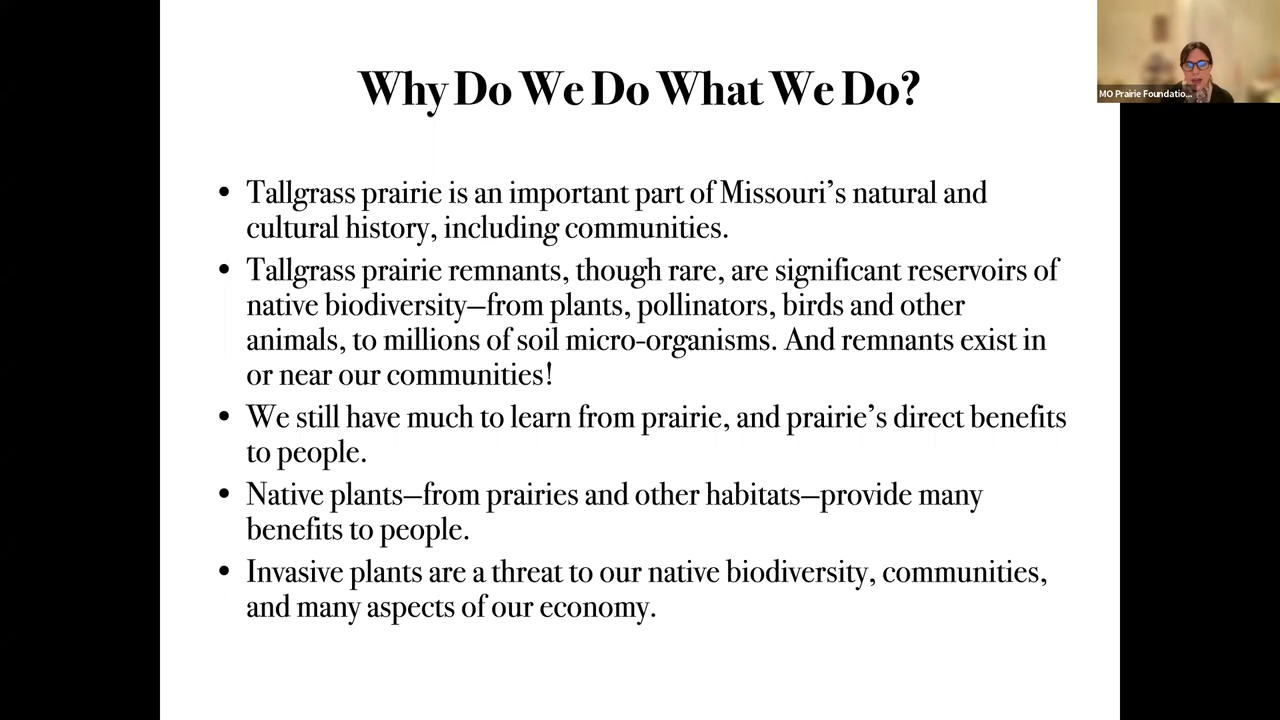 Why Do We Do What We Do?
MO Prairie Foundatio...
• Tallgrass prairie is an important part of Missouri’s natural and
cultural history, including communities.
• Tallgrass prairie remnants, though rare, are significant reservoirs of
native biodiversity—from plants, pollinators, birds and other
animals, to millions of soil micro-organisms. And remnants exist in
or near our communities!
• We still have much to learn from prairie, and prairie’s direct benefits
to people.
• Native plants—from prairies and other habitats—provide many
benefits to people.
• Invasive plants are a threat to our native biodiversity, communities,
and many aspects of our economy.